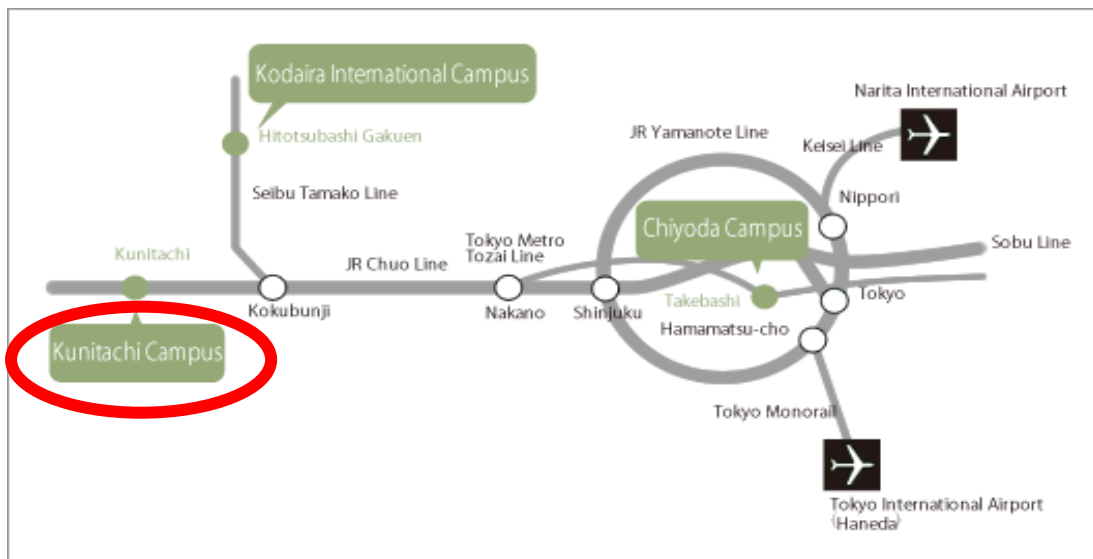 Kodaira International Campus
Narita International Airport
Hitotsubashi Gakuen
JR Yamanote Line
Keisei Line
Seibu Tamako Line
Nippori
Chiyoda Campus
Kunitachi
Tokyo Metro
Tozai Line
Sobu Line
JR Chuo Line
Takebashi
Tokyo
Kokubunji
Nakano
Shinjuku
Hamamatsu-cho
Kunitachi Campus
Tokyo Monorail
Tokyo International Airport
(Haneda)